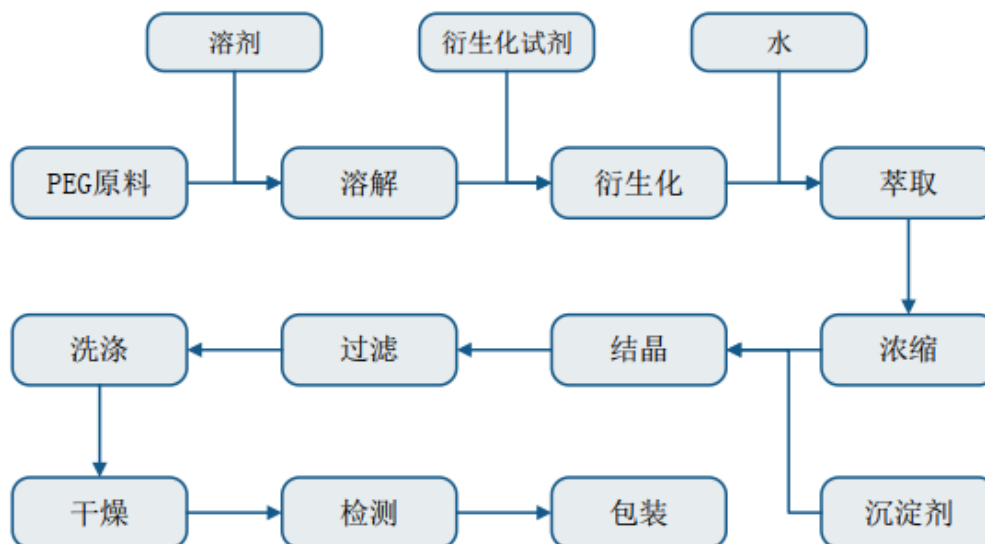 溶剂
衍生化试剂
水
PEG原料
溶解
衍生化
萃取
洗涤
过滤
结晶
浓缩
干燥
检测
包装
沉淀剂